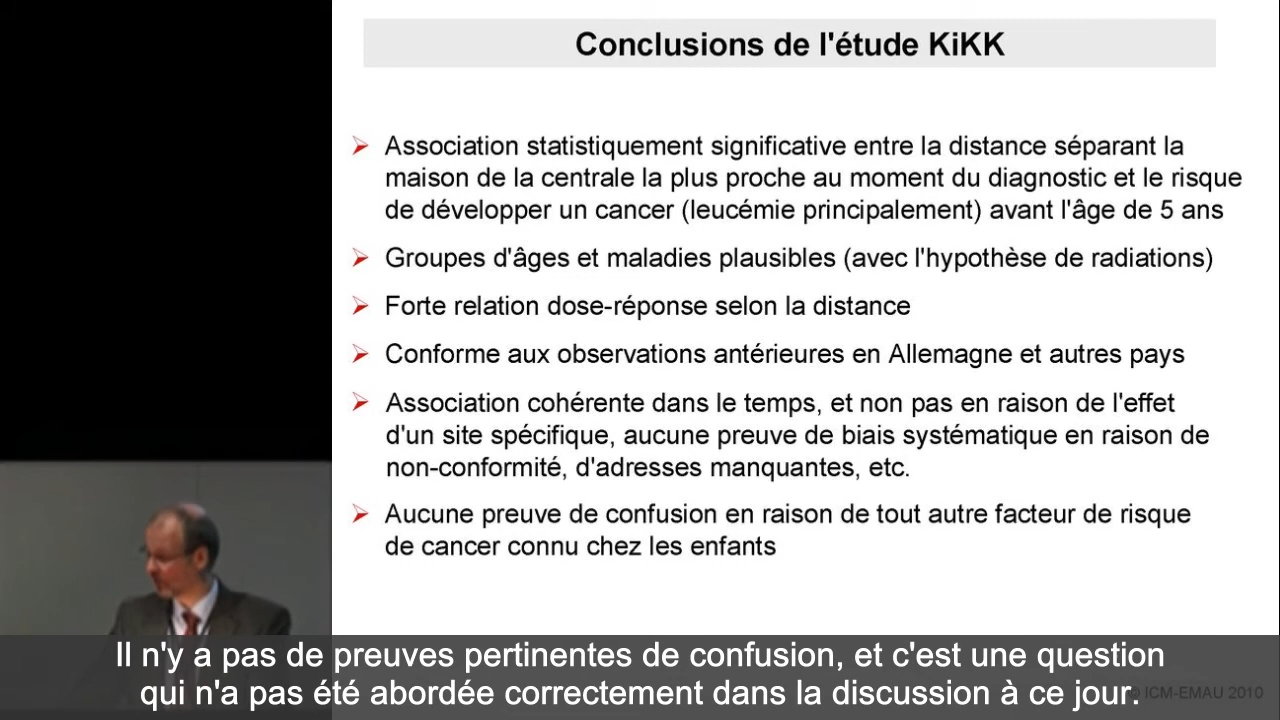 Conclusions de l'étude KiKK
Association statistiquement significative entre la distance séparant la
maison de la centrale la plus proche au moment du diagnostic et le risque
de développer un cancer (leucémie principalement) avant l'âge de 5 ans
Groupes d'âges et maladies plausibles (avec l'hypothèse de radiations)
Forte relation dose-réponse selon la distance
Conforme aux observations antérieures en Allemagne et autres pays
Association cohérente dans le temps, et non pas en raison de l'effet
d'un site spécifique, aucune preuve de biais systématique en raison de
non-conformité, d'adresses manquantes, etc.
Aucune preuve de confusion en raison de tout autre facteur de risque
de cancer connu chez les enfants
Il n'y a pas de preuves pertinentes de confusion, et c'est une question
qui n'a pas été abordée correctement dans la discussion à ce jour.
© ICM-EMAU 2010